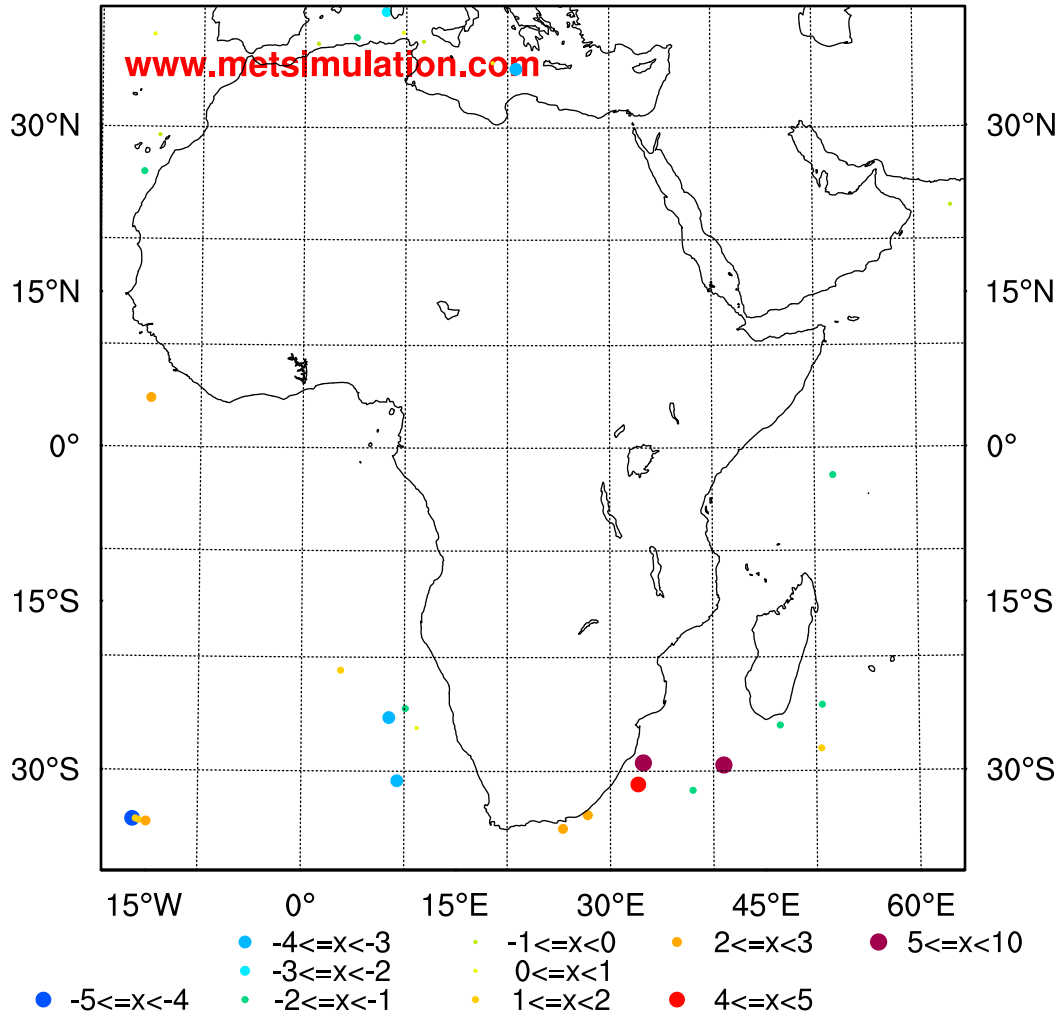 www.metsimulation.com
30°N 30°N
15°N 15°N
0° 0°
15°S 15°S
30°S 30°S
15°W 0° 15°E 30°E 45°E 60°E
-4<=x<-3 -1<=x<0 2<=x<3 5<=x<10
-3<=x<-2 0<=x<1
-5<=x<-4 -2<=x<-1 1<=x<2 4<=x<5